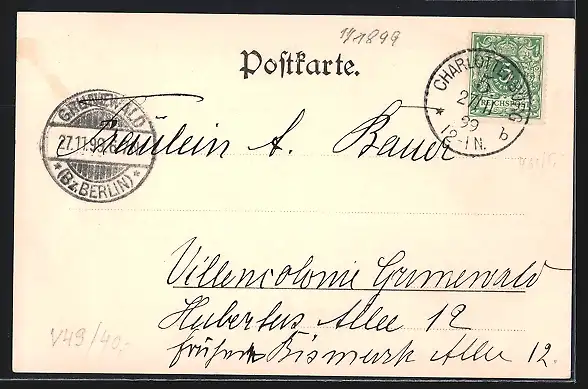 11 1899
Postkarte.
REICHSPOST
CHARLOTTENBURG
27 11
99
12-1 N.
b
GRUNEWALD
27.11.99
*(Bz. BERLIN)*
Fräulein A. Bauer
Villencolonie Grunewald
Hubertus Allee 12
früher Bismark Allee 12.
V49/40.-